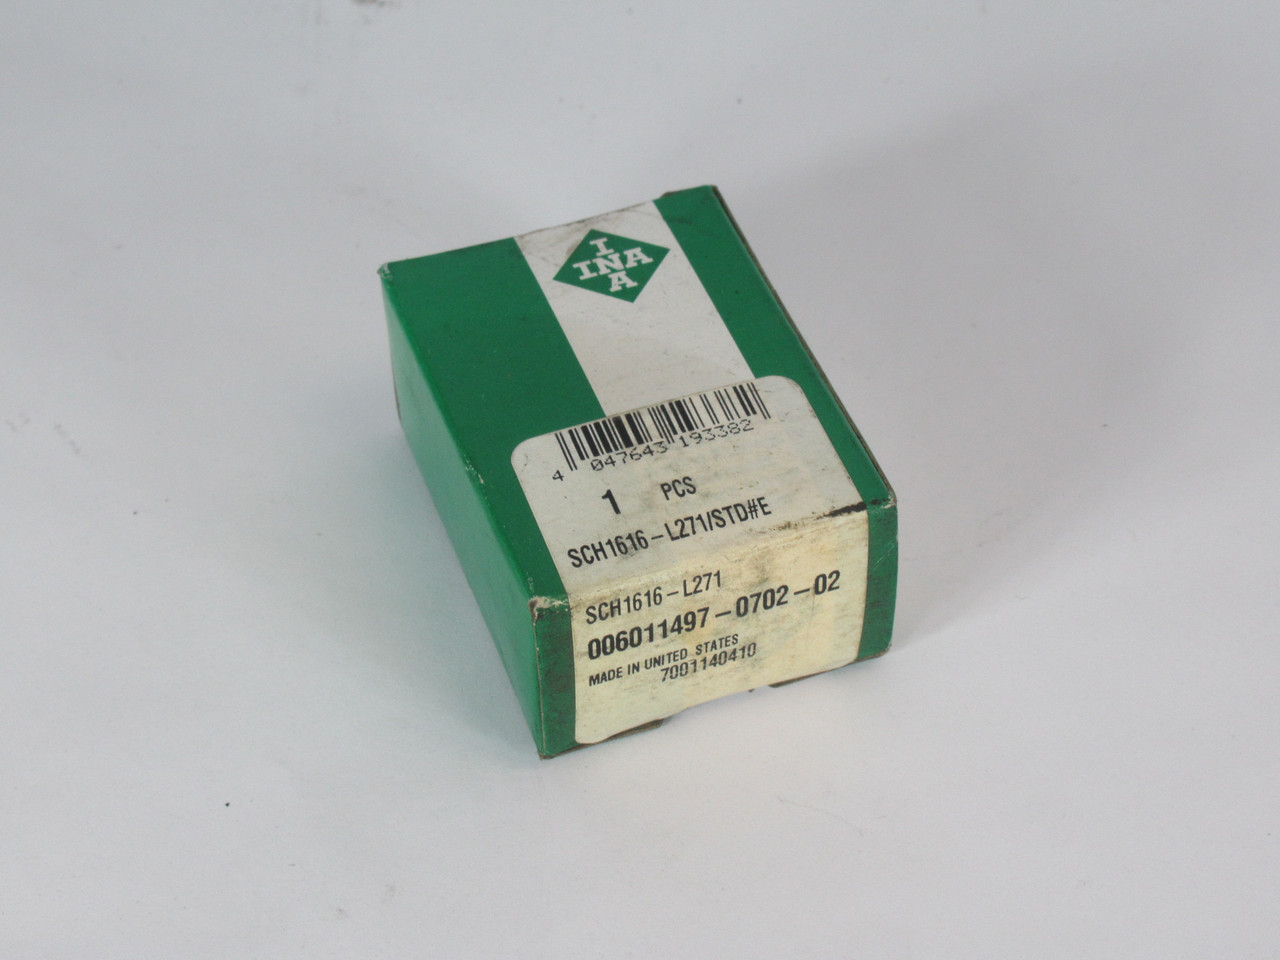 I
INA
A
4 047643 193382
1 PCS
SCH1616-L271/STD#E
SCH1616-L271
006011497-0702-02
MADE IN UNITED STATES
7001140410